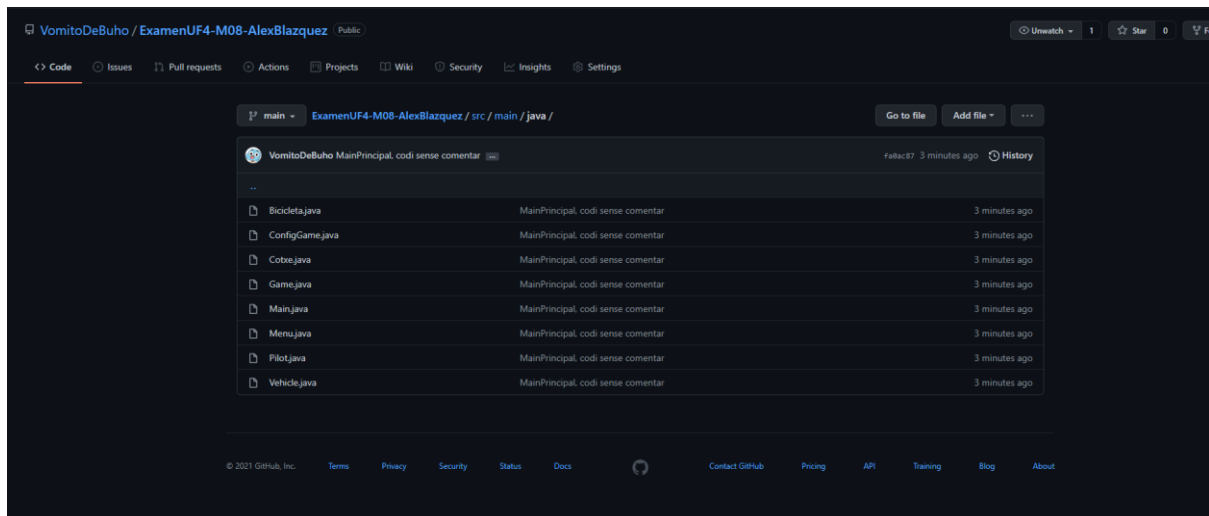 VomitoDeBuho / ExamenUF4-M08-AlexBlazquez Public
Unwatch 1 Star 0 F
Code Issues Pull requests Actions Projects Wiki Security Insights Settings
main ExamenUF4-M08-AlexBlazquez / src / main / java / Go to file Add file ...
VomitoDeBuho MainPrincipal, codi sense comentar ... fa0ac87 3 minutes ago History
..
Bicicleta.java MainPrincipal, codi sense comentar 3 minutes ago
ConfigGame.java MainPrincipal, codi sense comentar 3 minutes ago
Cotxe.java MainPrincipal, codi sense comentar 3 minutes ago
Game.java MainPrincipal, codi sense comentar 3 minutes ago
Main.java MainPrincipal, codi sense comentar 3 minutes ago
Menu.java MainPrincipal, codi sense comentar 3 minutes ago
Pilot.java MainPrincipal, codi sense comentar 3 minutes ago
Vehicle.java MainPrincipal, codi sense comentar 3 minutes ago
© 2021 GitHub, Inc. Terms Privacy Security Status Docs Contact GitHub Pricing API Training Blog About